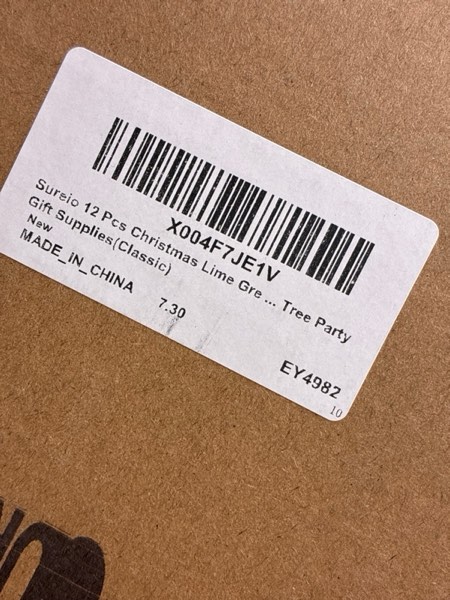 X004F7JE1V
Sureio 12 Pcs Christmas Lime Gre ... Tree Party
Gift Supplies(Classic)
New
MADE_IN_CHINA
7.30
EY4982
10